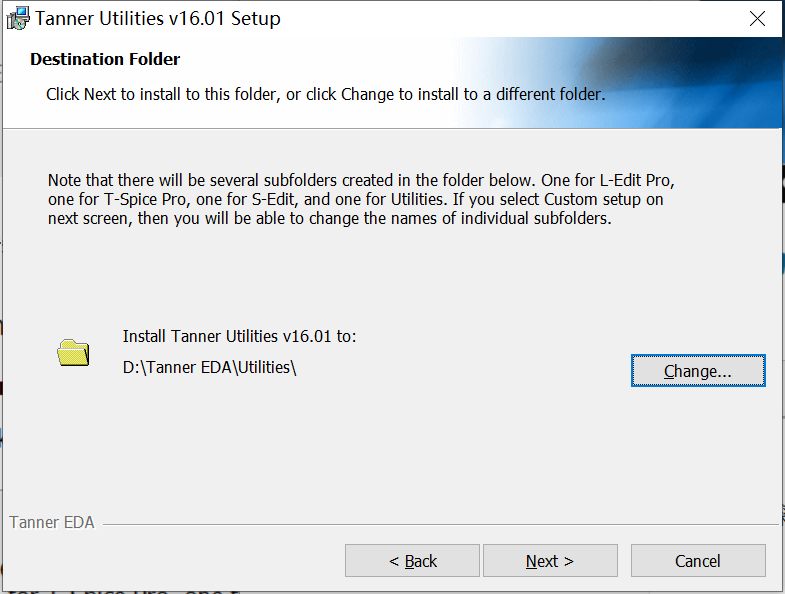 Tanner Utilities v16.01 Setup
Destination Folder
Click Next to install to this folder, or click Change to install to a different folder.
Note that there will be several subfolders created in the folder below. One for L-Edit Pro,
one for T-Spice Pro, one for S-Edit, and one for Utilities. If you select Custom setup on
next screen, then you will be able to change the names of individual subfolders.
Install Tanner Utilities v16.01 to:
D:\Tanner EDA\Utilities\
Change...
Tanner EDA
< Back
Next >
Cancel